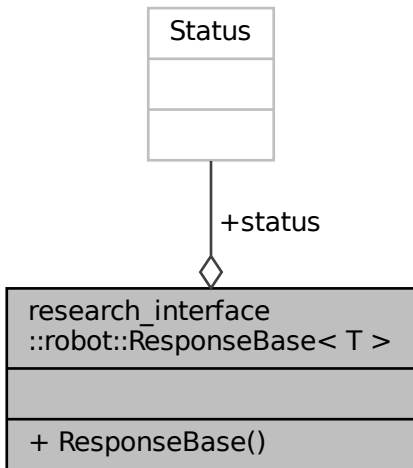 Status
+status
research_interface
::robot::ResponseBase< T >
+ ResponseBase()